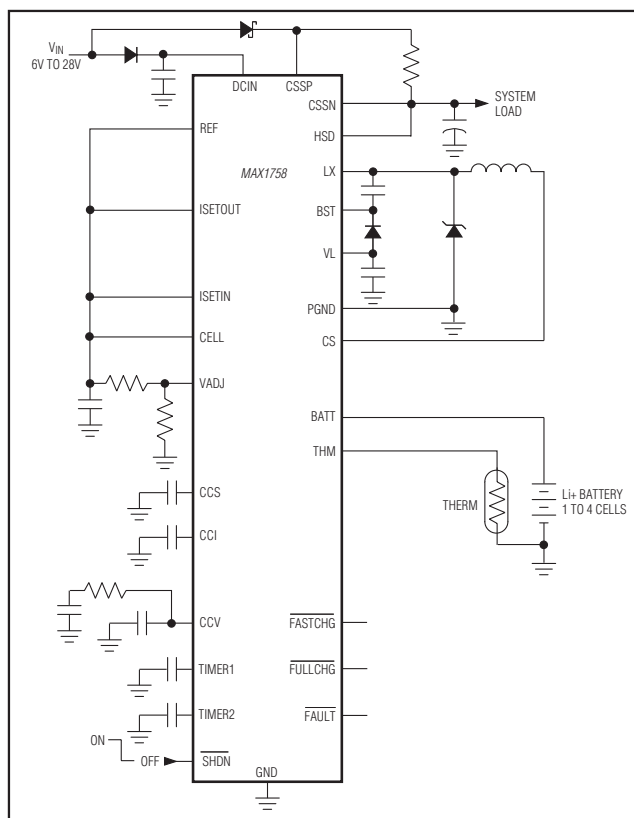 VIN
6V TO 28V
DCIN
CSSP
CSSN
SYSTEM
LOAD
HSD
REF
MAX1758
LX
ISETOUT
BST
VL
ISETIN
PGND
CELL
CS
VADJ
BATT
THM
CCS
THERM
Li+ BATTERY
1 TO 4 CELLS
CCI
CCV
FASTCHG
TIMER1
FULLCHG
TIMER2
FAULT
ON
OFF
SHDN
GND